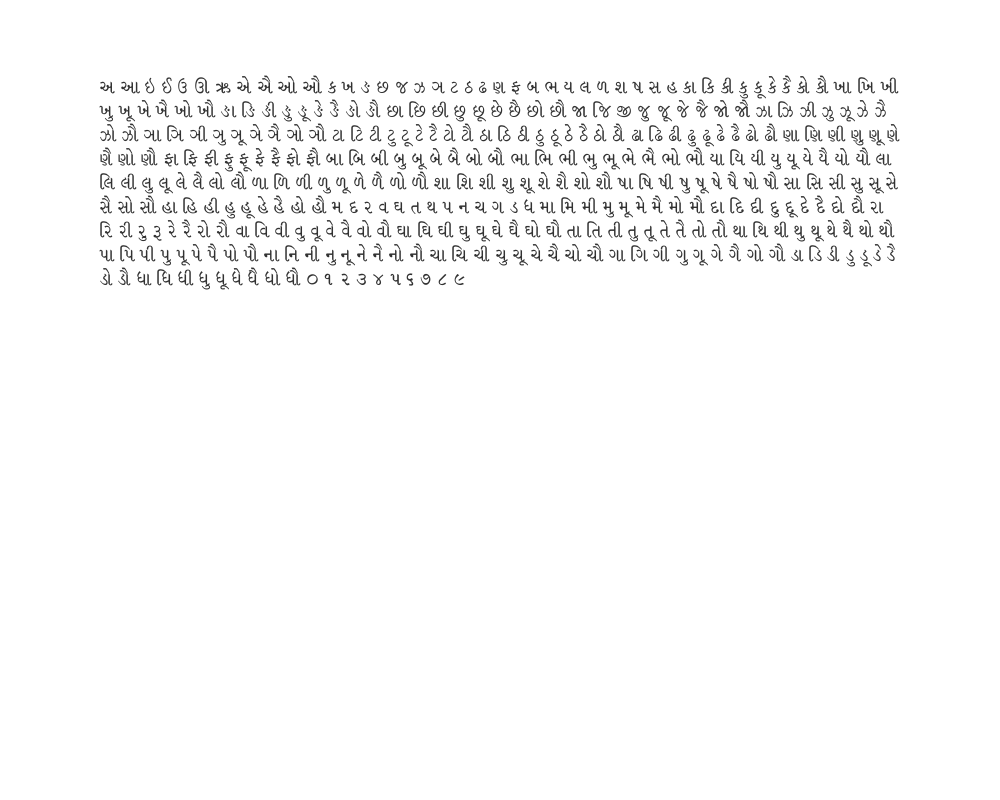 અ આ ઇ ઈ ઉ ઊ ઋ એ ઐ ઓ ઔ ક ખ ઙ છ જ ઝ ઞ ટ ઠ ઢ ણ ફ બ ભ ય લ ળ શ ષ સ હ કા કિ કી કુ કૂ કે કૈ કો કૌ ખા ખિ ખી
ખુ ખૂ ખે ખૈ ખો ખૌ ઙા ઙિ ઙી ઙુ ઙૂ ઙે ઙૈ ઙો ઙૌ છા છિ છી છુ છૂ છે છૈ છો છૌ જા જિ જી જુ જૂ જે જૈ જો જૌ ઝા ઝિ ઝી ઝુ ઝૂ ઝે ઝૈ
ઝો ઝૌ ઞા ઞિ ઞી ઞુ ઞૂ ઞે ઞૈ ઞો ઞૌ ટા ટિ ટી ટુ ટૂ ટે ટૈ ટો ટૌ ઠા ઠિ ઠી ઠુ ઠૂ ઠે ઠૈ ઠો ઠૌ ઢા ઢિ ઢી ઢુ ઢૂ ઢે ઢૈ ઢો ઢૌ ણા ણિ ણી ણુ ણૂ ણે
ણૈ ણો ણૌ ફા ફિ ફી ફુ ફૂ ફે ફૈ ફો ફૌ બા બિ બી બુ બૂ બે બૈ બો બૌ ભા ભિ ભી ભુ ભૂ ભે ભૈ ભો ભૌ યા યિ યી યુ યૂ યે યૈ યો યૌ લા
લિ લી લુ લૂ લે લૈ લો લૌ ળા ળિ ળી ળુ ળૂ ળે ળૈ ળો ળૌ શા શિ શી શુ શૂ શે શૈ શો શૌ ષા ષિ ષી ષુ ષૂ ષે ષૈ ષો ષૌ સા સિ સી સુ સૂ સે
સૈ સો સૌ હા હિ હી હુ હૂ હે હૈ હો હૌ મ દ ર વ ઘ ત થ પ ન ચ ગ ડ ધ મા મિ મી મુ મૂ મે મૈ મો મૌ દા દિ દી દુ દૂ દે દૈ દો દૌ રા
રિ રી રુ રૂ રે રૈ રો રૌ વા વિ વી વુ વૂ વે વૈ વો વૌ ઘા ઘિ ઘી ઘુ ઘૂ ઘે ઘૈ ઘો ઘૌ તા તિ તી તુ તૂ તે તૈ તો તૌ થા થિ થી થુ થૂ થે થૈ થો થૌ
પા પિ પી પુ પૂ પે પૈ પો પૌ ના નિ ની નુ નૂ ને નૈ નો નૌ ચા ચિ ચી ચુ ચૂ ચે ચૈ ચો ચૌ ગા ગિ ગી ગુ ગૂ ગે ગૈ ગો ગૌ ડા ડિ ડી ડુ ડૂ ડે ડૈ
ડો ડૌ ધા ધિ ધી ધુ ધૂ ધે ધૈ ધો ધૌ ૦ ૧ ૨ ૩ ૪ ૫ ૬ ૭ ૮ ૯